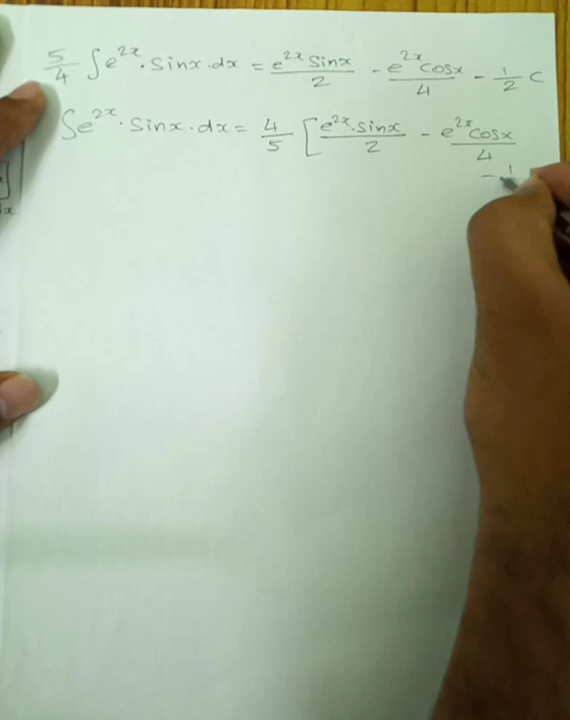 5/4 ∫e^2x · sinx · dx = e^2x sinx/2 - e^2x cosx/4 - 1/2 c
∫e^2x · sinx · dx = 4/5 [e^2x · sinx/2 - e^2x cosx/4
- 1
x